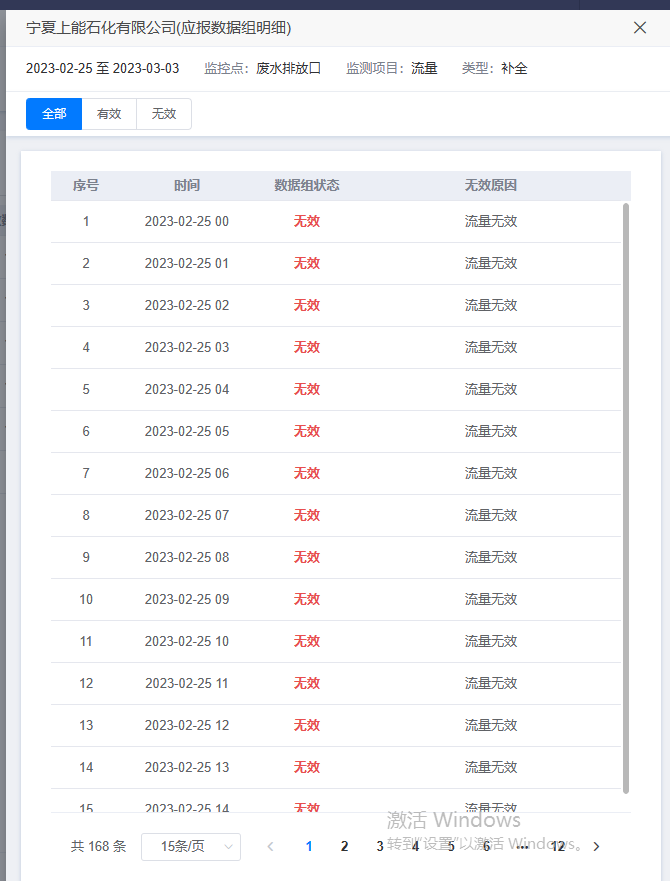 宁夏上能石化有限公司(应报数据组明细)
2023-02-25 至 2023-03-03 监控点：废水排放口 监测项目：流量 类型：补全
全部 有效 无效
序号 时间 数据组状态 无效原因
1 2023-02-25 00 无效 流量无效
2 2023-02-25 01 无效 流量无效
3 2023-02-25 02 无效 流量无效
4 2023-02-25 03 无效 流量无效
5 2023-02-25 04 无效 流量无效
6 2023-02-25 05 无效 流量无效
7 2023-02-25 06 无效 流量无效
8 2023-02-25 07 无效 流量无效
9 2023-02-25 08 无效 流量无效
10 2023-02-25 09 无效 流量无效
11 2023-02-25 10 无效 流量无效
12 2023-02-25 11 无效 流量无效
13 2023-02-25 12 无效 流量无效
14 2023-02-25 13 无效 流量无效
15 2023-02-25 14 无效 流量无效
激活 Windows
转到"设置"以激活 Windows。
共 168 条 15条/页 1 2 3 4 5 6 ••• 12